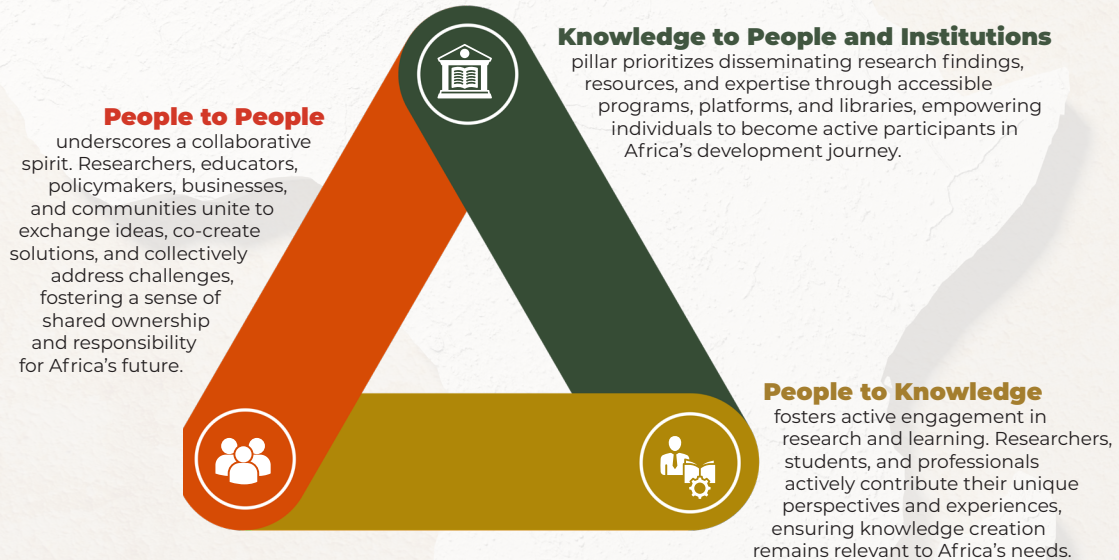 Knowledge to People and Institutions
pillar prioritizes disseminating research findings,
resources, and expertise through accessible
programs, platforms, and libraries, empowering
individuals to become active participants in
Africa’s development journey.
People to People
underscores a collaborative
spirit. Researchers, educators,
policymakers, businesses,
and communities unite to
exchange ideas, co-create
solutions, and collectively
address challenges,
fostering a sense of
shared ownership
and responsibility
for Africa’s future.
People to Knowledge
fosters active engagement in
research and learning. Researchers,
students, and professionals
actively contribute their unique
perspectives and experiences,
ensuring knowledge creation
remains relevant to Africa’s needs.